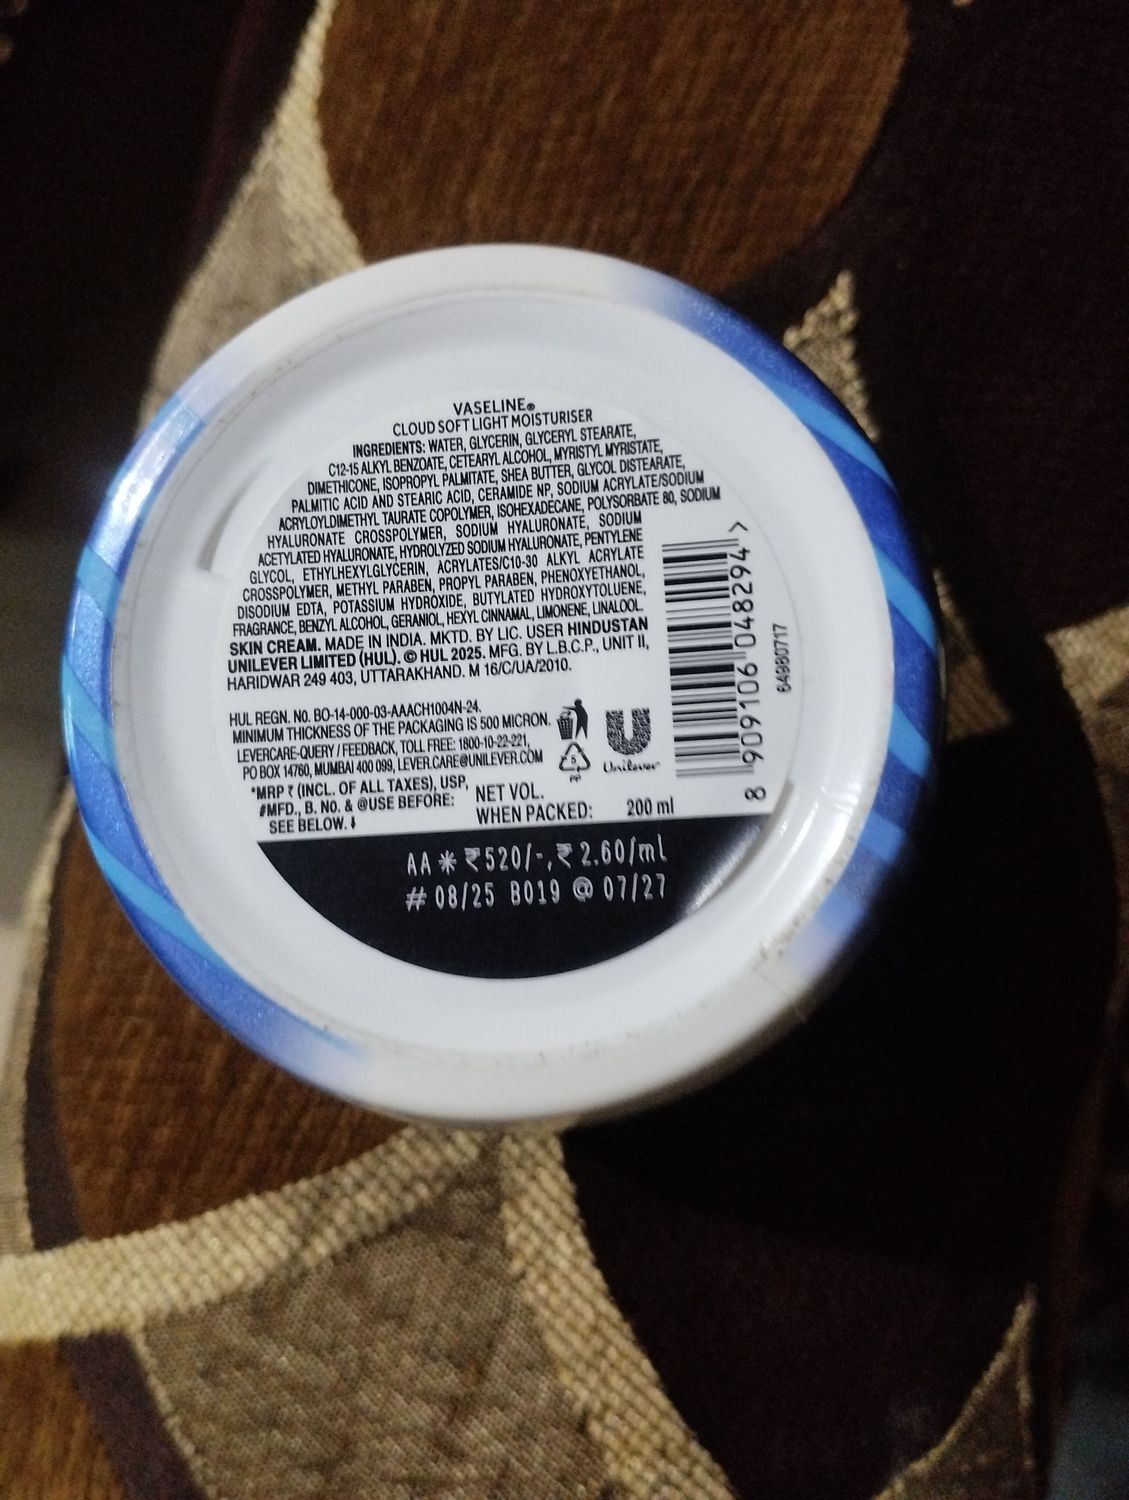 VASELINE®
CLOUD SOFT LIGHT MOISTURISER
INGREDIENTS: WATER, GLYCERIN, GLYCERYL STEARATE,
C12-15 ALKYL BENZOATE, CETEARYL ALCOHOL, MYRISTYL MYRISTATE,
DIMETHICONE, ISOPROPYL PALMITATE, SHEA BUTTER, GLYCOL DISTEARATE,
PALMITIC ACID AND STEARIC ACID, CERAMIDE NP, SODIUM ACRYLATE/SODIUM
ACRYLOYLDIMETHYL TAURATE COPOLYMER, ISOHEXADECANE, POLYSORBATE 80, SODIUM
HYALURONATE CROSSPOLYMER, SODIUM HYALURONATE, SODIUM
ACETYLATED HYALURONATE, HYDROLYZED SODIUM HYALURONATE, PENTYLENE
GLYCOL, ETHYLHEXYLGLYCERIN, ACRYLATES/C10-30 ALKYL ACRYLATE
CROSSPOLYMER, METHYL PARABEN, PROPYL PARABEN, PHENOXYETHANOL,
DISODIUM EDTA, POTASSIUM HYDROXIDE, BUTYLATED HYDROXYTOLUENE,
FRAGRANCE, BENZYL ALCOHOL, GERANIOL, HEXYL CINNAMAL, LIMONENE, LINALOOL.
SKIN CREAM. MADE IN INDIA. MKTD. BY LIC. USER HINDUSTAN
UNILEVER LIMITED (HUL). © HUL 2025. MFG. BY L.B.C.P., UNIT II,
HARIDWAR 249 403, UTTARAKHAND. M 16/C/UA/2010.
HUL REGN. No. BO-14-000-03-AAACH1004N-24.
MINIMUM THICKNESS OF THE PACKAGING IS 500 MICRON.
LEVERCARE-QUERY / FEEDBACK, TOLL FREE: 1800-10-22-221,
PO BOX 14760, MUMBAI 400 099, LEVER.CARE@UNILEVER.COM
5
PP
Unilever
8 909106 048294 >
64980717
*MRP ₹ (INCL. OF ALL TAXES), USP,
#MFD., B. No. & @USE BEFORE:
SEE BELOW.⬇
NET VOL.
WHEN PACKED: 200 ml
AA * ₹520/-, ₹ 2.60/ml
# 08/25 B019 @ 07/27